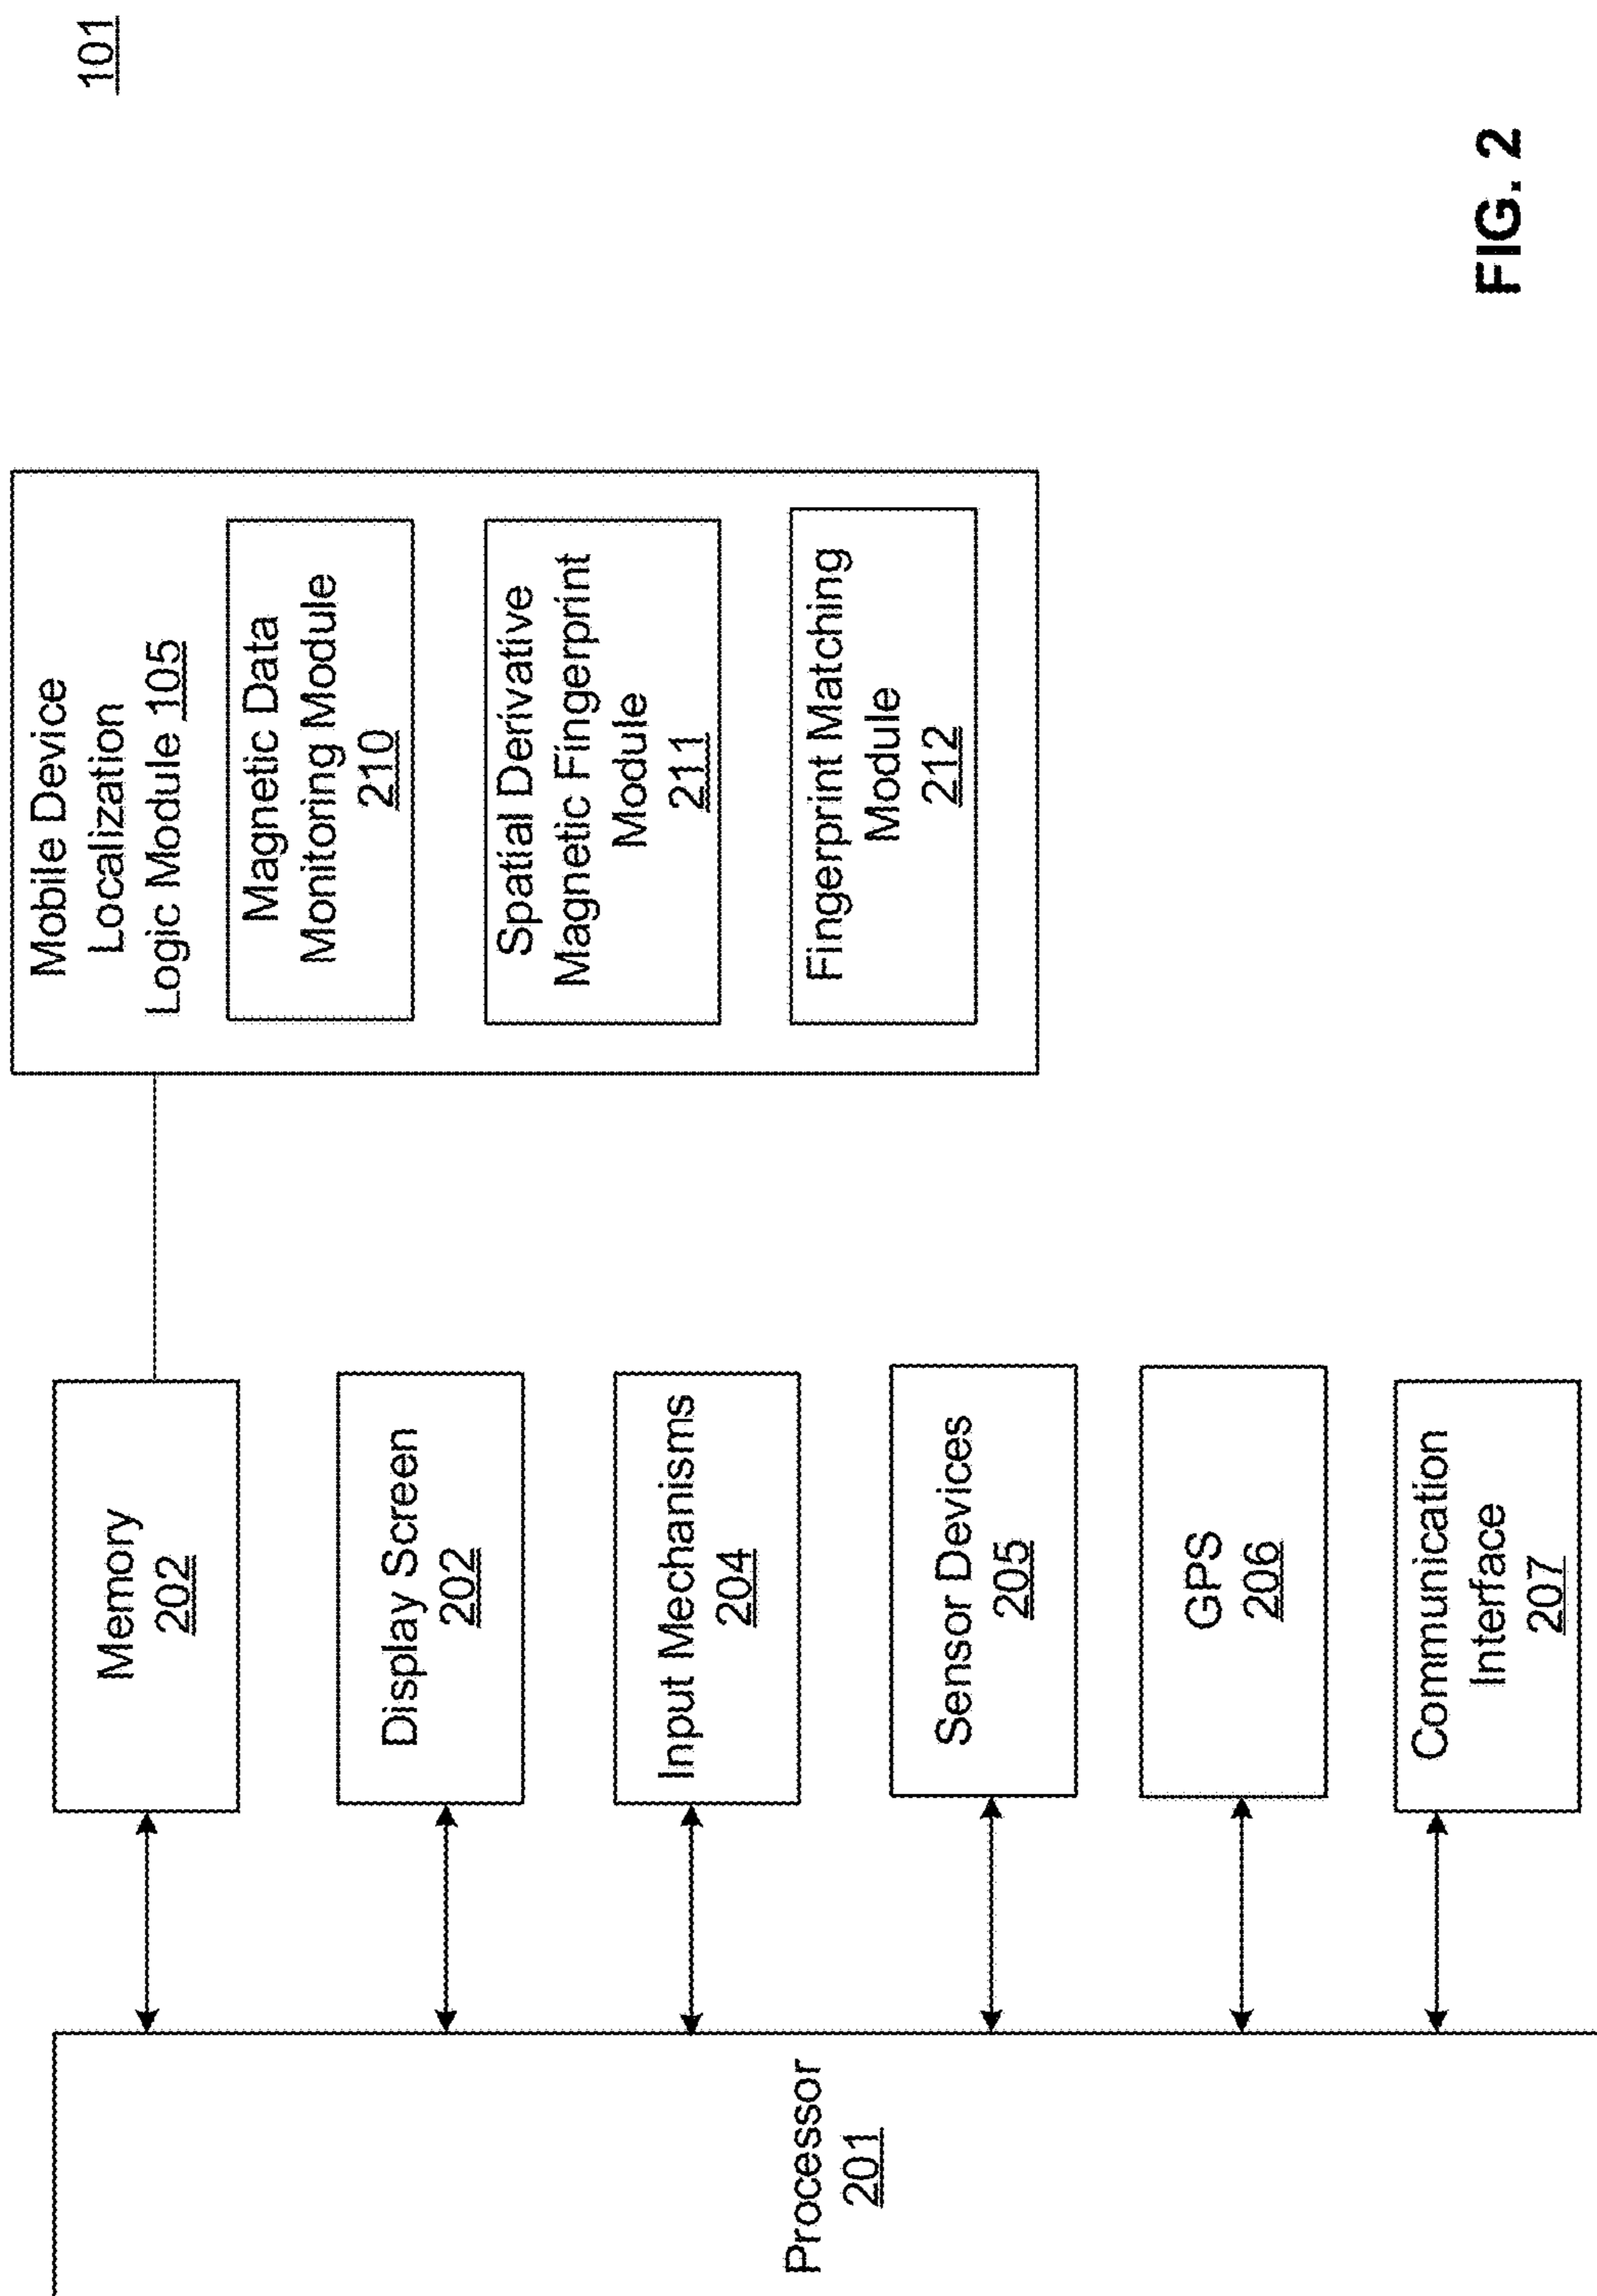 101
Mobile Device
Localization
Logic Module 105
Magnetic Data
Monitoring Module
210
Spatial Derivative
Magnetic Fingerprint
Module
211
Fingerprint Matching
Module
212
Memory
202
Display Screen
202
Input Mechanisms
204
Sensor Devices
205
GPS
206
Communication
Interface
207
Processor
201
FIG. 2